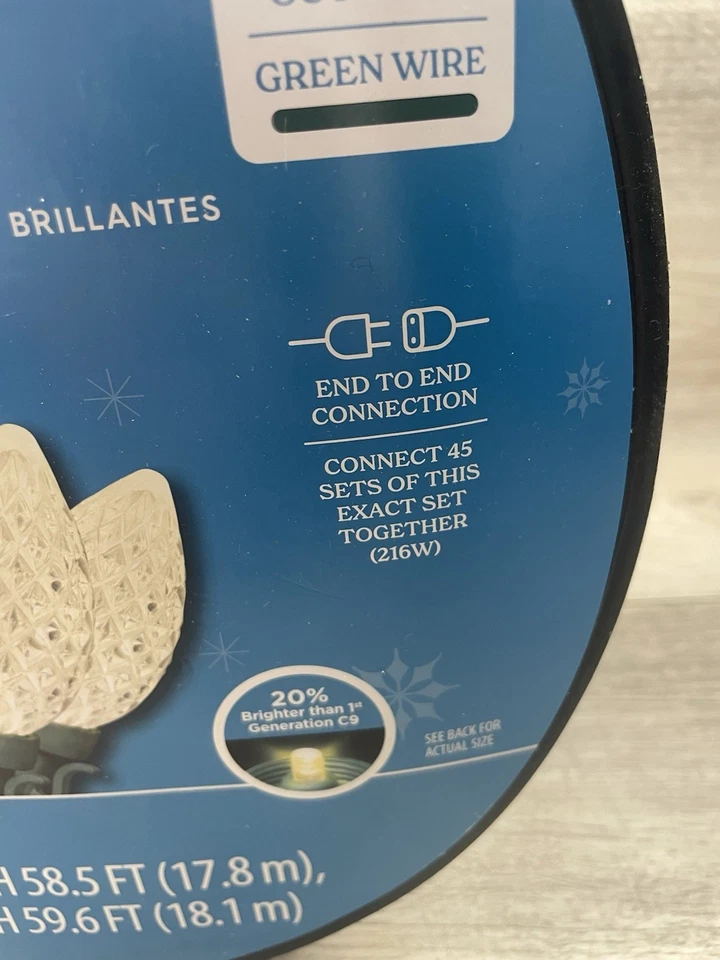 GREEN WIRE
BRILLANTES
END TO END
CONNECTION
CONNECT 45
SETS OF THIS
EXACT SET
TOGETHER
(216W)
20%
Brighter than 1st
Generation C9
SEE BACK FOR
ACTUAL SIZE
H 58.5 FT (17.8 m),
H 59.6 FT (18.1 m)